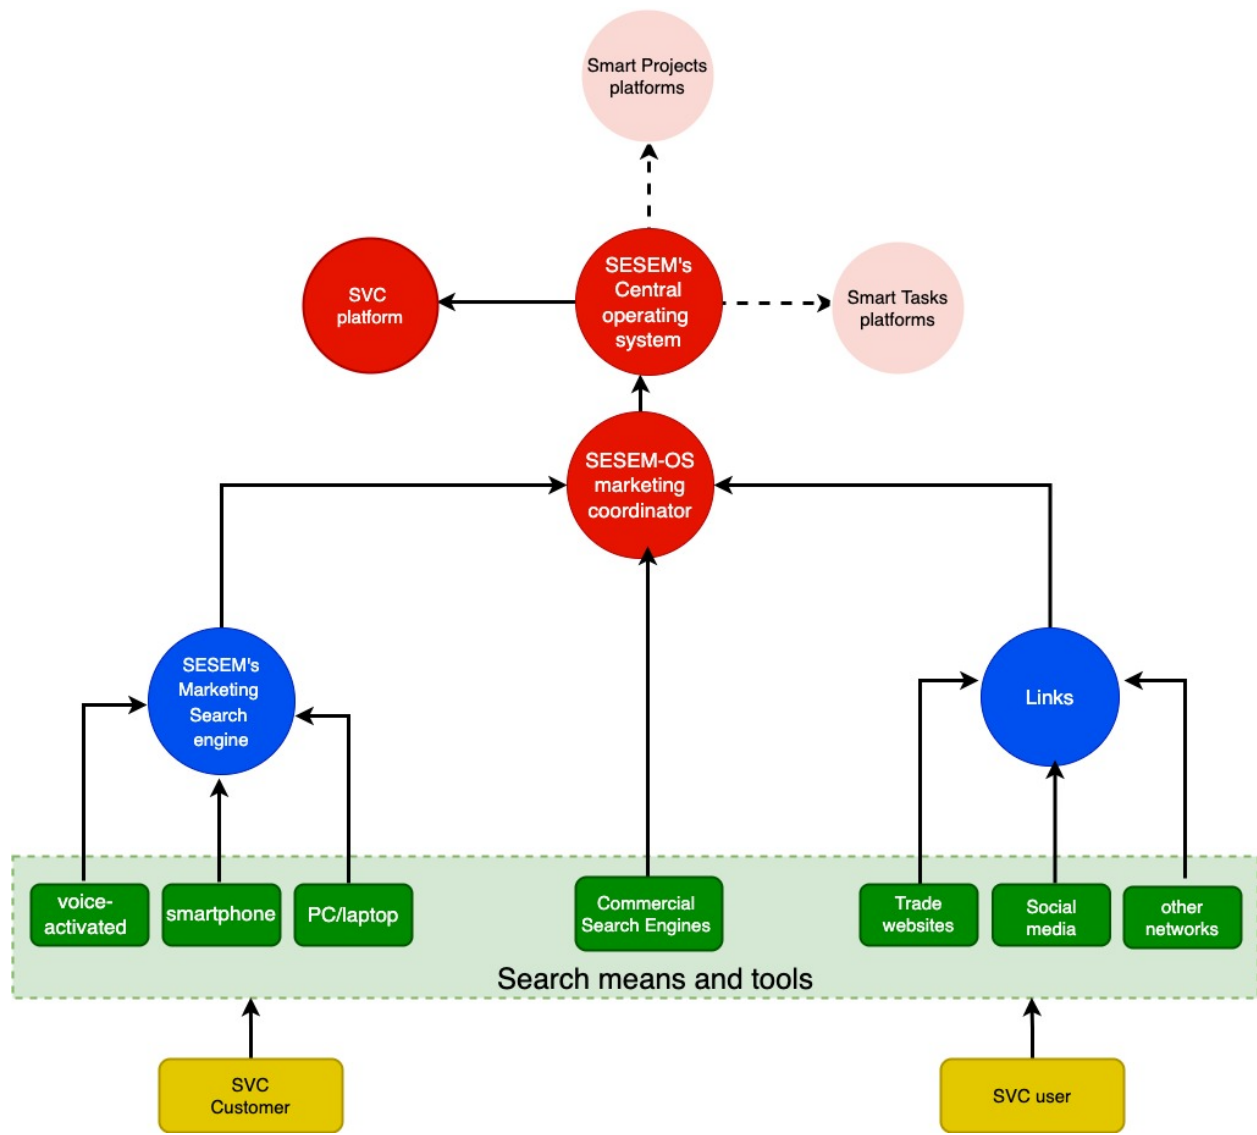 Smart Projects
platforms
SESEM's
Central
operating
system
SVC
platform
Smart Tasks
platforms
SESEM-OS
marketing
coordinator
SESEM's
Marketing
Search
engine
Links
voice-
activated
smartphone
PC/laptop
Commercial
Search Engines
Trade
websites
Social
media
other
networks
Search means and tools
SVC
Customer
SVC user